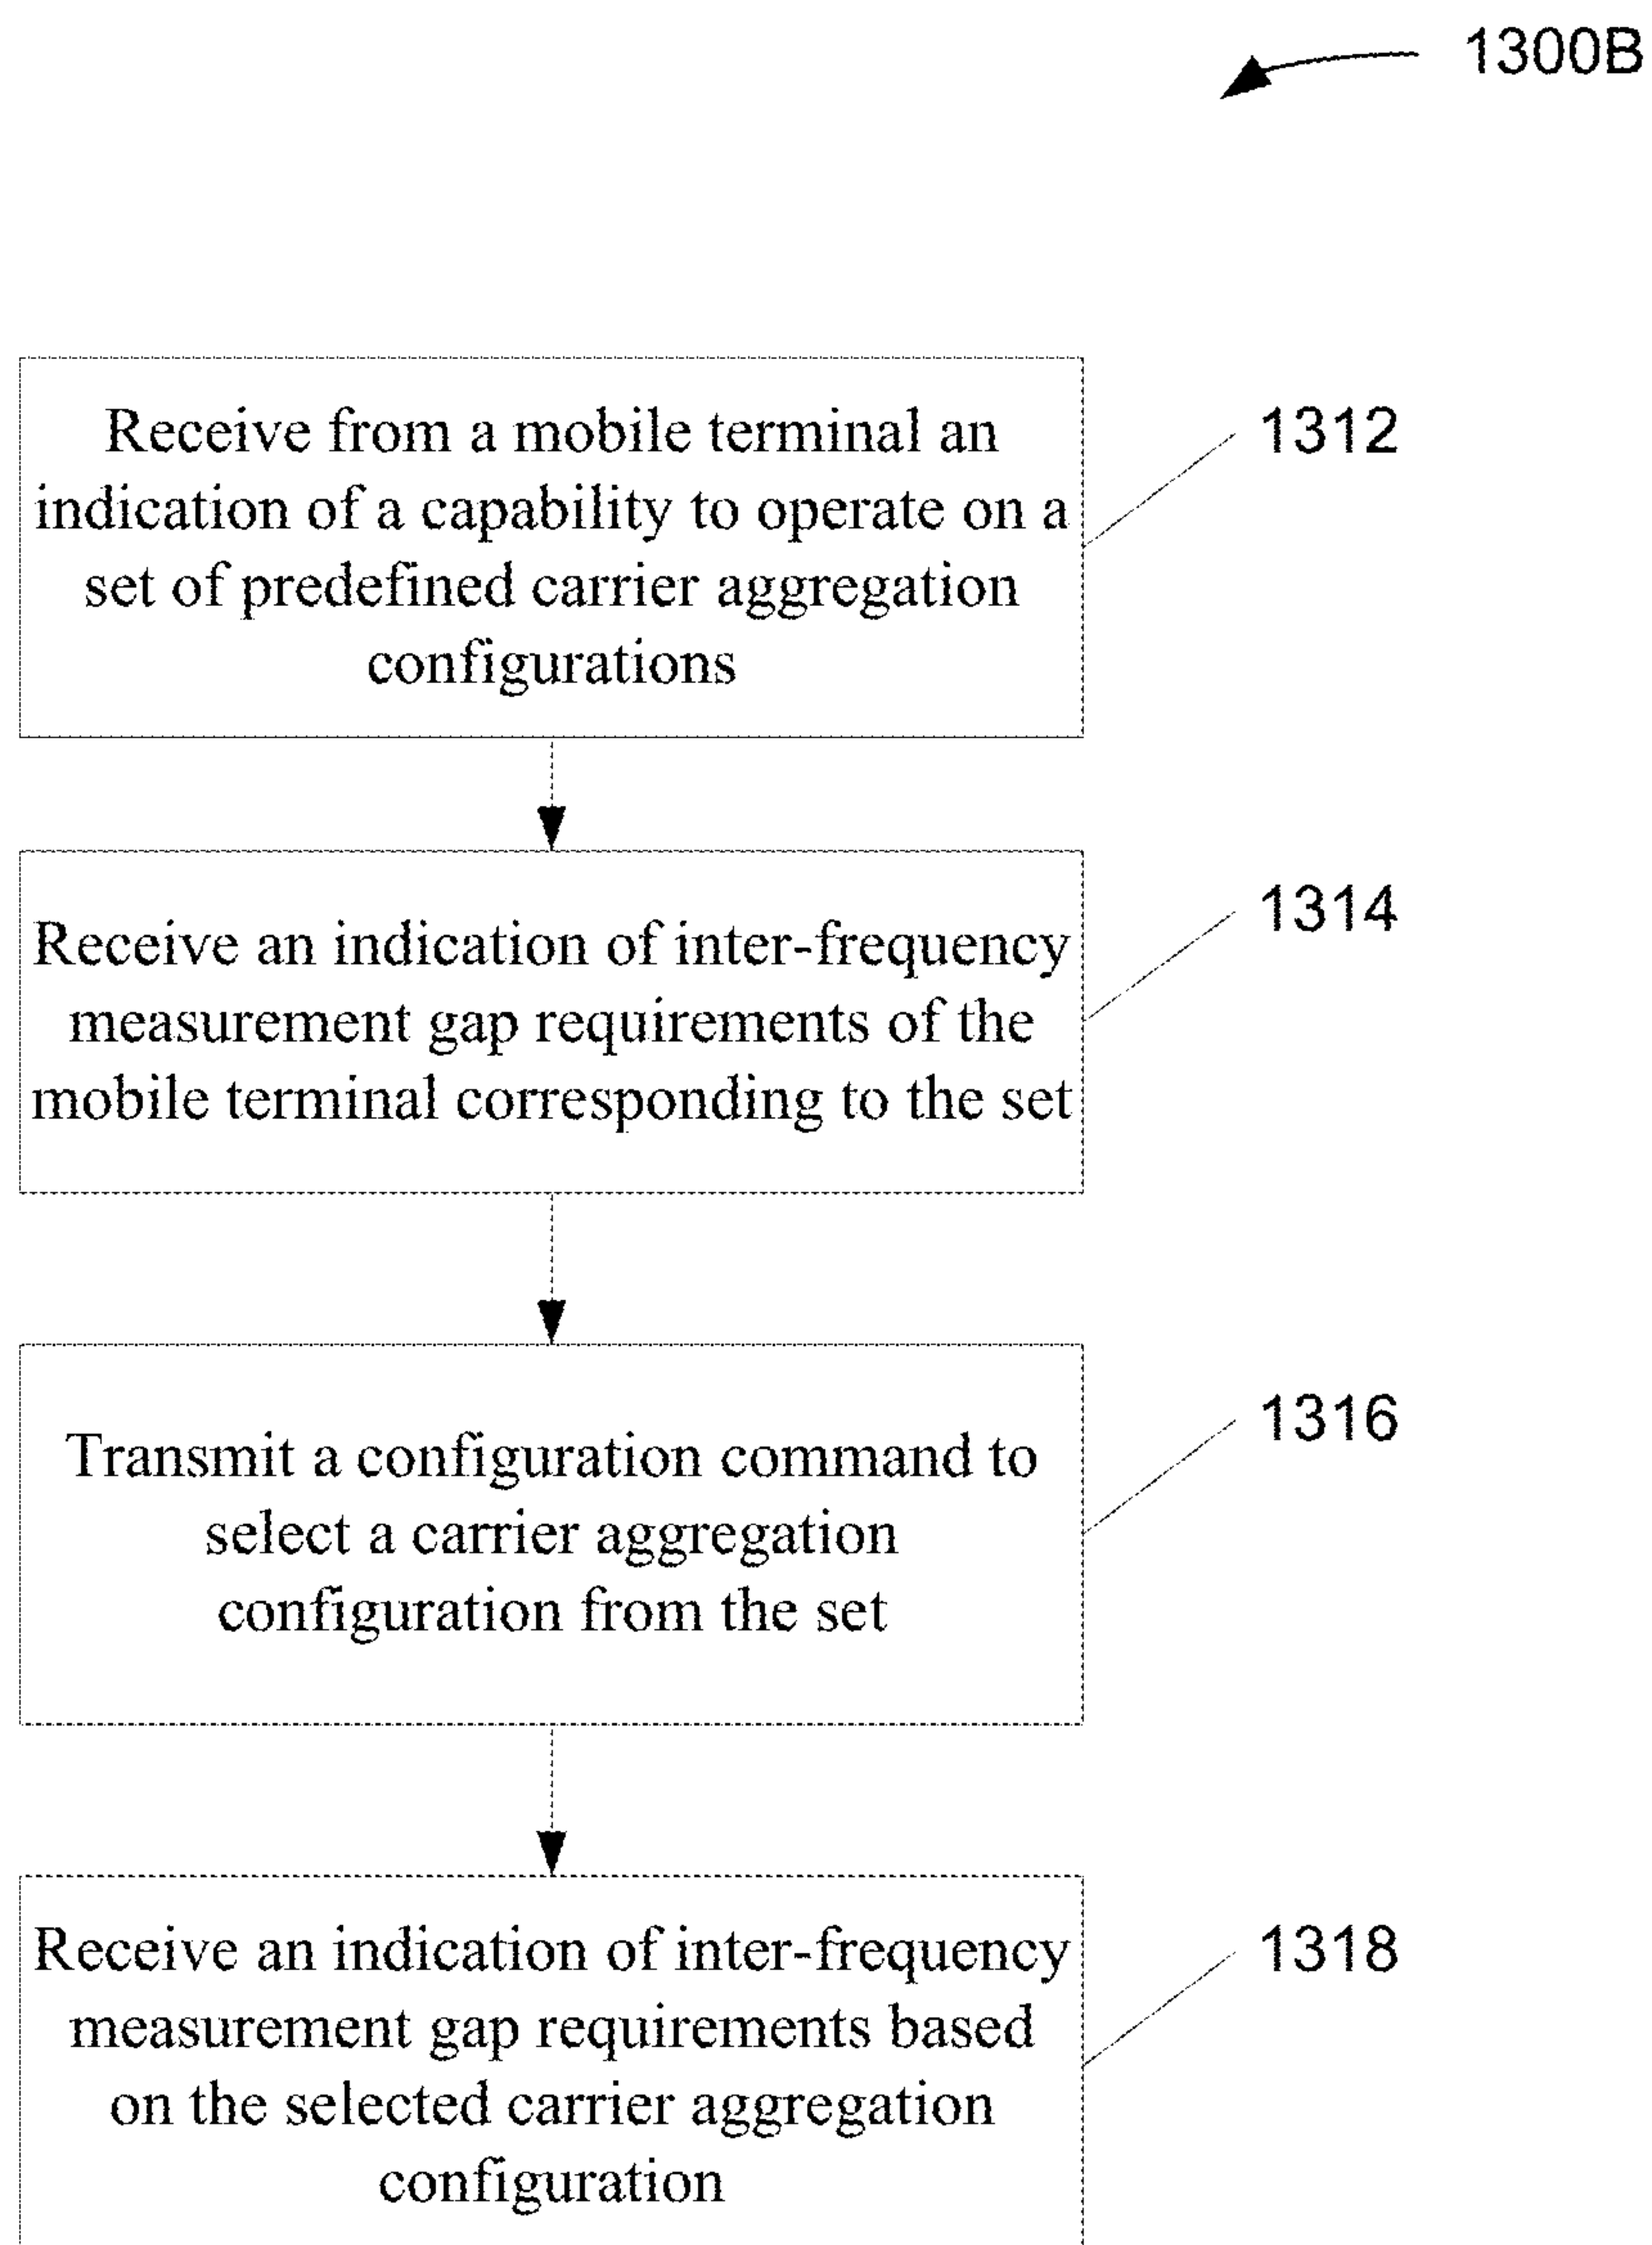 1300B
Receive from a mobile terminal an
indication of a capability to operate on a
set of predefined carrier aggregation
configurations
1312
Receive an indication of inter-frequency
measurement gap requirements of the
mobile terminal corresponding to the set
1314
Transmit a configuration command to
select a carrier aggregation
configuration from the set
1316
Receive an indication of inter-frequency
measurement gap requirements based
on the selected carrier aggregation
configuration
1318